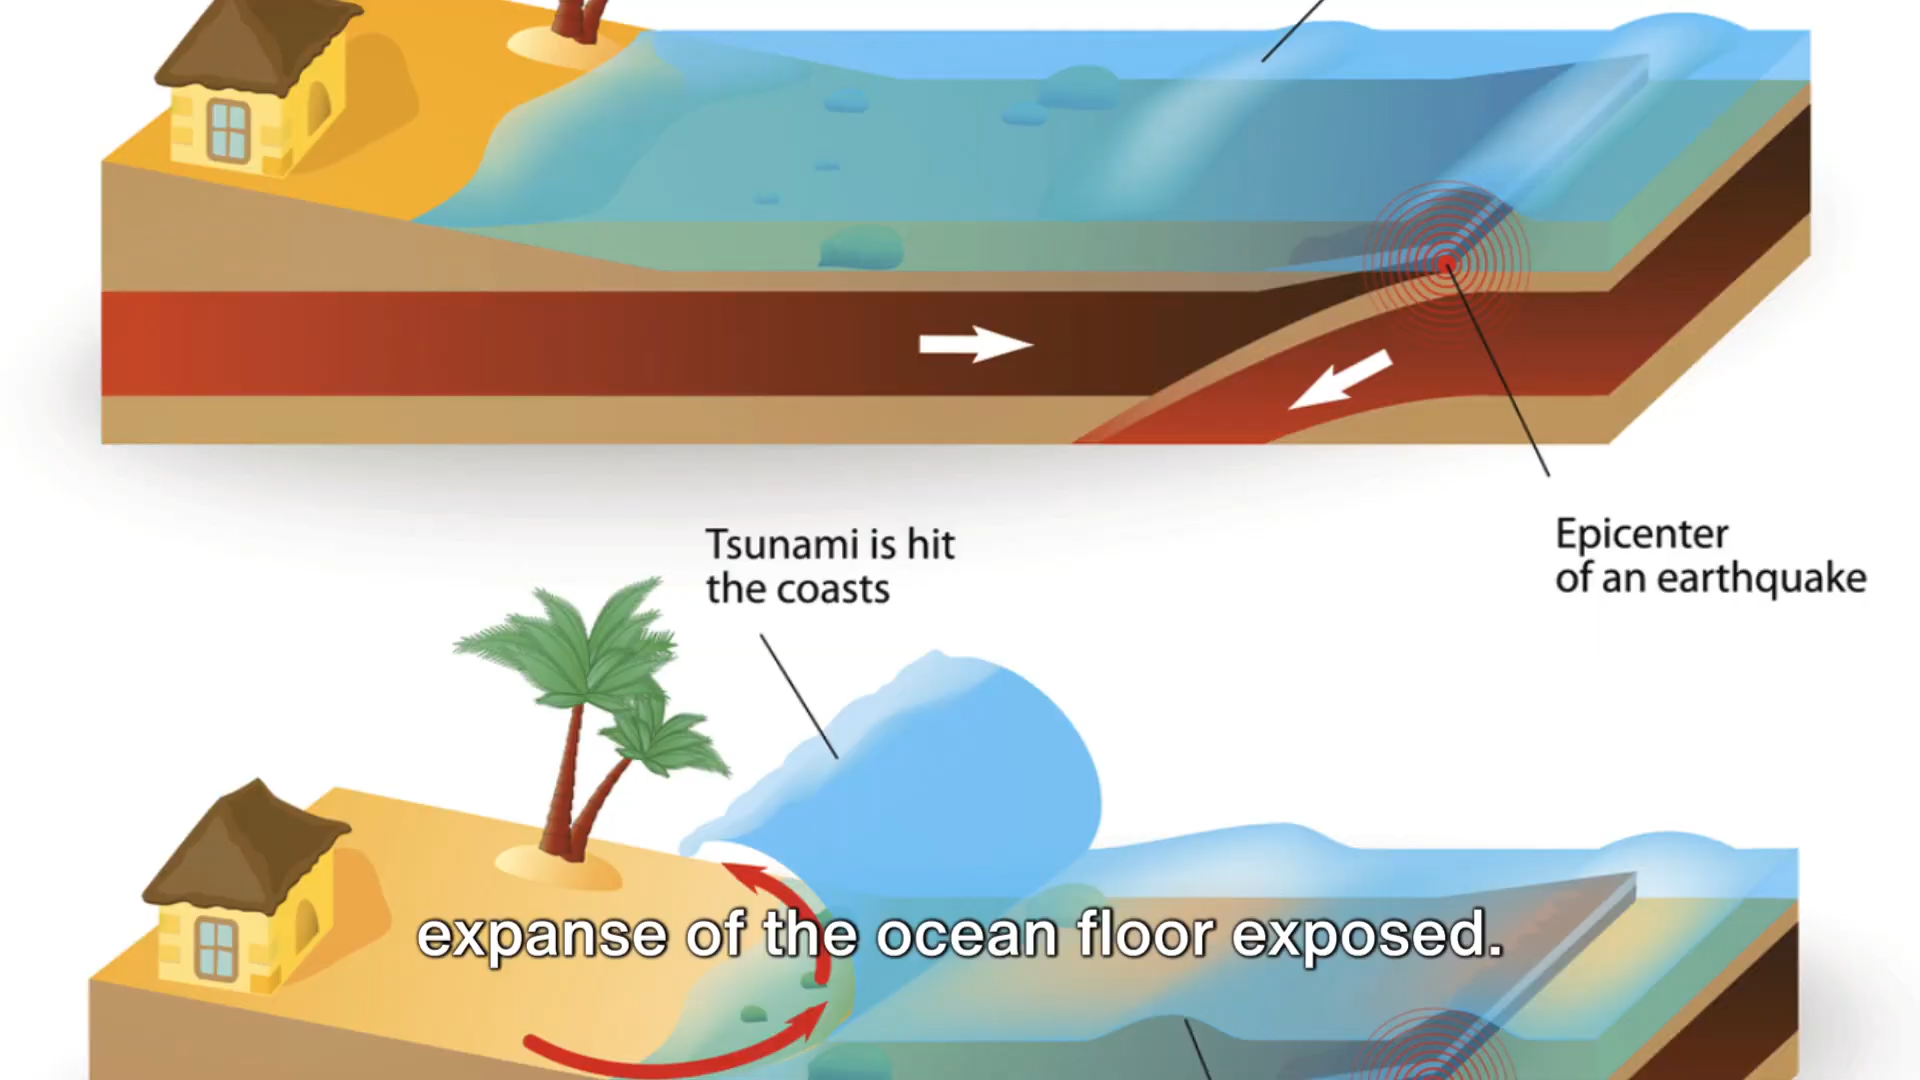 Tsunami is hit
the coasts
Epicenter
of an earthquake
expanse of the ocean floor exposed.